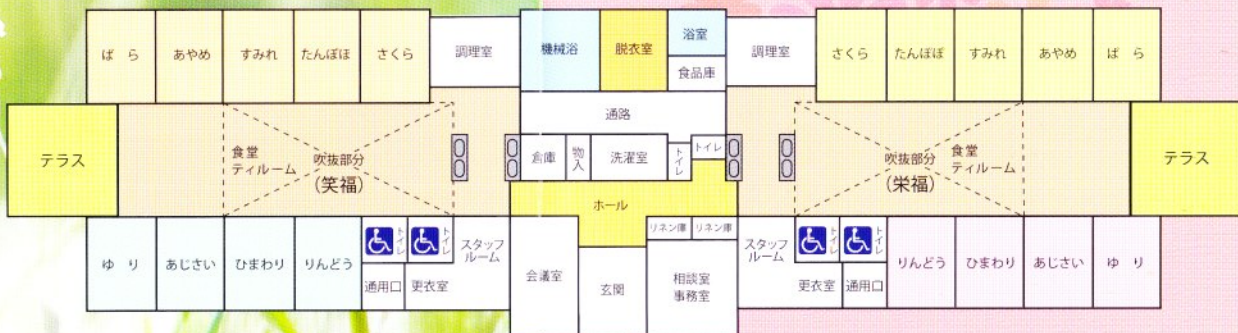 ば ら
あやめ
すみれ
たんぽぽ
さくら
調理室
機械浴
脱衣室
浴室
食品庫
調理室
さくら
たんぽぽ
すみれ
あやめ
ば ら
通路
テラス
食堂
ティルーム
吹抜部分
(笑福)
倉庫
物入
洗濯室
トイレ
トイレ
吹抜部分
(栄福)
食堂
ティルーム
テラス
ホール
ゆ り
あじさい
ひまわり
りんどう
トイレ
トイレ
通用口
更衣室
スタッフ
ルーム
会議室
玄関
リネン庫
リネン庫
相談室
事務室
スタッフ
ルーム
トイレ
トイレ
更衣室
通用口
りんどう
ひまわり
あじさい
ゆ り